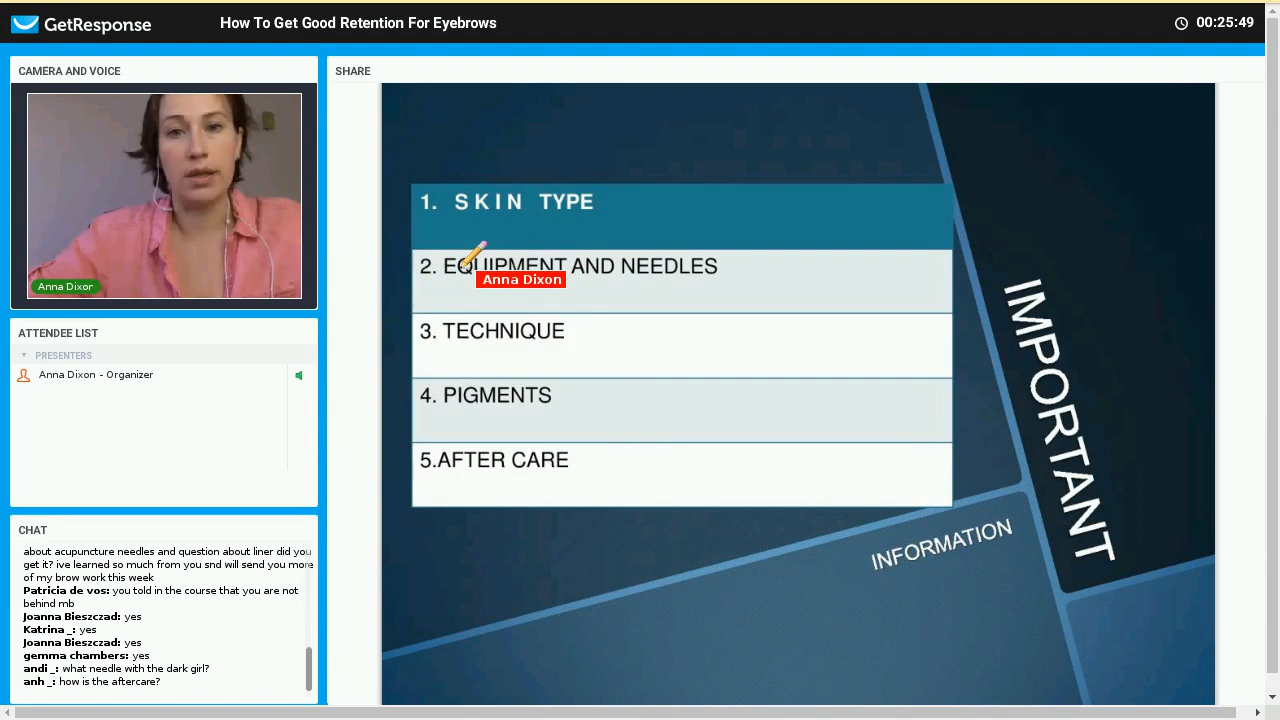 GetResponse
How To Get Good Retention For Eyebrows
00:25:49
CAMERA AND VOICE
Anna Dixon
ATTENDEE LIST
PRESENTERS
Anna Dixon - Organizer
CHAT
about acupuncture needles and question about liner did you
get it? ive learned so much from you snd will send you more
of my brow work this week
Patricia de vos: you told in the course that you are not
behind mb
Joanna Bieszczad: yes
Katrina _: yes
Joanna Bieszczad: yes
gemma chambers: yes
andi _: what needle with the dark girl?
anh _: how is the aftercare?
SHARE
1. SKIN TYPE
2. EQUIPMENT AND NEEDLES
Anna Dixon
3. TECHNIQUE
4. PIGMENTS
5.AFTER CARE
IMPORTANT
INFORMATION